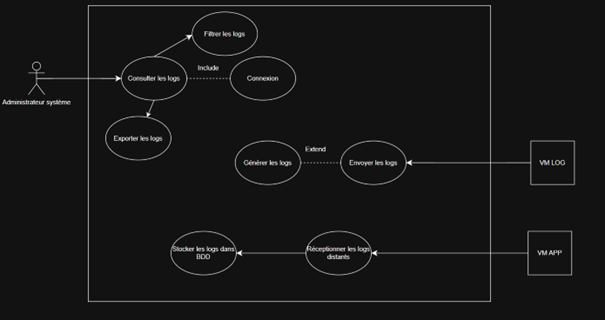 Filtrer les logs
Include
Consulter les logs
Connexion
Administrateur système
Exporter les logs
Extend
Générer les logs
Envoyer les logs
VM LOG
Stocker les logs dans
BDD
Réceptionner les logs
distants
VM APP